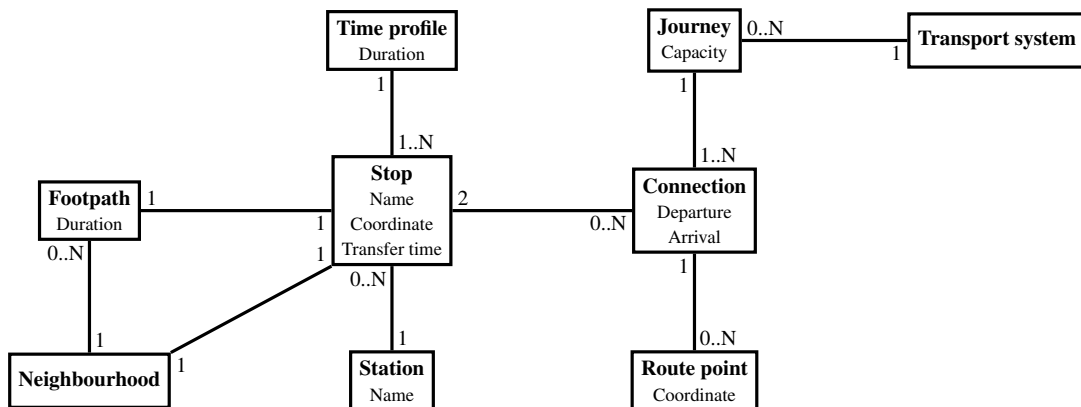 Time profile
Duration
1
1..N
Journey
Capacity
0..N
1
Transport system
1
1..N
Footpath
Duration
1
0..N
Stop
Name
Coordinate
Transfer time
1
1
2
0..N
0..N
Connection
Departure
Arrival
1
0..N
1
Neighbourhood
1
1
Station
Name
Route point
Coordinate